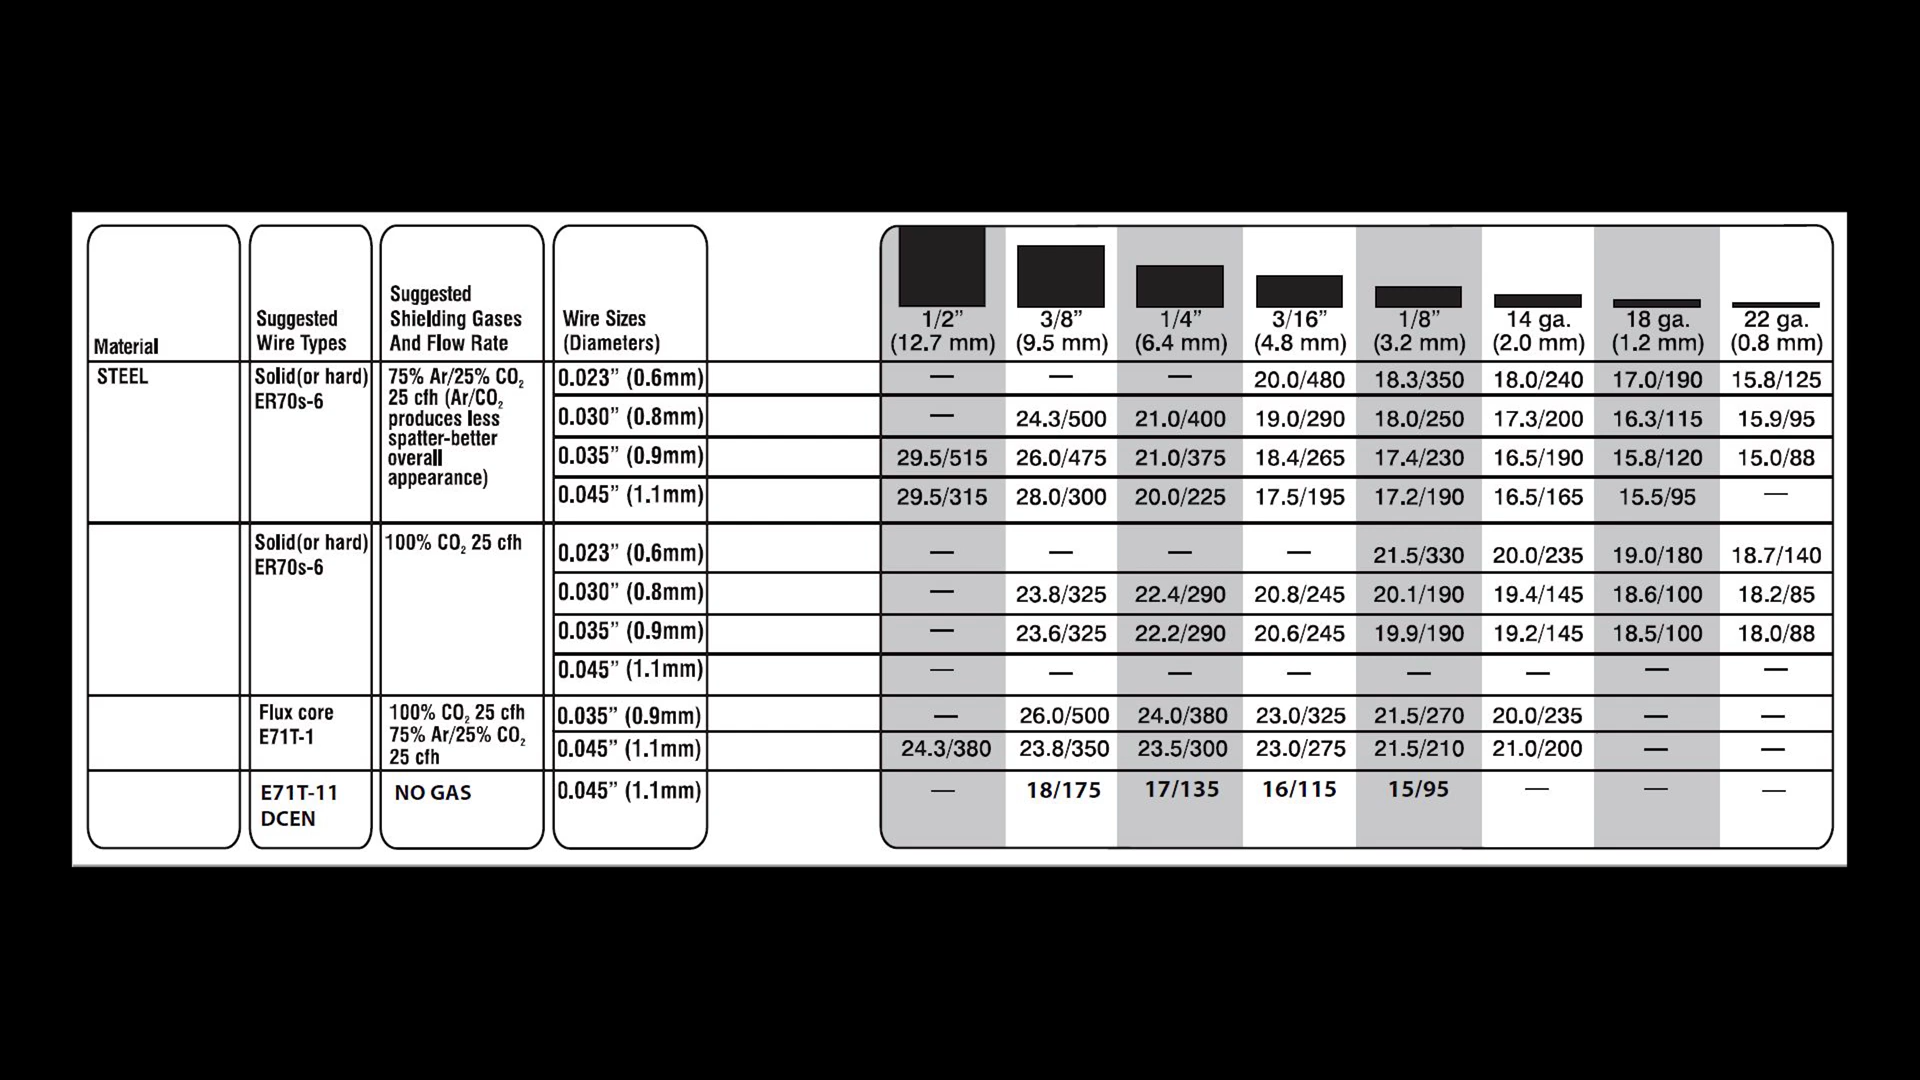 Material
Suggested
Wire Types
Suggested
Shielding Gases
And Flow Rate
Wire Sizes
(Diameters)
1/2” 3/8” 1/4” 3/16” 1/8” 14 ga. 18 ga. 22 ga.
(12.7 mm) (9.5 mm) (6.4 mm) (4.8 mm) (3.2 mm) (2.0 mm) (1.2 mm) (0.8 mm)
STEEL
Solid(or hard)
ER70s-6
75% Ar/25% CO₂
25 cfh (Ar/CO₂
produces less
spatter-better
overall
appearance)
0.023” (0.6mm) — — — 20.0/480 18.3/350 18.0/240 17.0/190 15.8/125
0.030” (0.8mm) — 24.3/500 21.0/400 19.0/290 18.0/250 17.3/200 16.3/115 15.9/95
0.035” (0.9mm) 29.5/515 26.0/475 21.0/375 18.4/265 17.4/230 16.5/190 15.8/120 15.0/88
0.045” (1.1mm) 29.5/315 28.0/300 20.0/225 17.5/195 17.2/190 16.5/165 15.5/95 —
Solid(or hard)
ER70s-6
100% CO₂ 25 cfh
0.023” (0.6mm) — — — — 21.5/330 20.0/235 19.0/180 18.7/140
0.030” (0.8mm) — 23.8/325 22.4/290 20.8/245 20.1/190 19.4/145 18.6/100 18.2/85
0.035” (0.9mm) — 23.6/325 22.2/290 20.6/245 19.9/190 19.2/145 18.5/100 18.0/88
0.045” (1.1mm) — — — — — — — —
Flux core
E71T-1
100% CO₂ 25 cfh
75% Ar/25% CO₂
25 cfh
0.035” (0.9mm) — 26.0/500 24.0/380 23.0/325 21.5/270 20.0/235 — —
0.045” (1.1mm) 24.3/380 23.8/350 23.5/300 23.0/275 21.5/210 21.0/200 — —
E71T-11
DCEN
NO GAS
0.045” (1.1mm) — 18/175 17/135 16/115 15/95 — — —